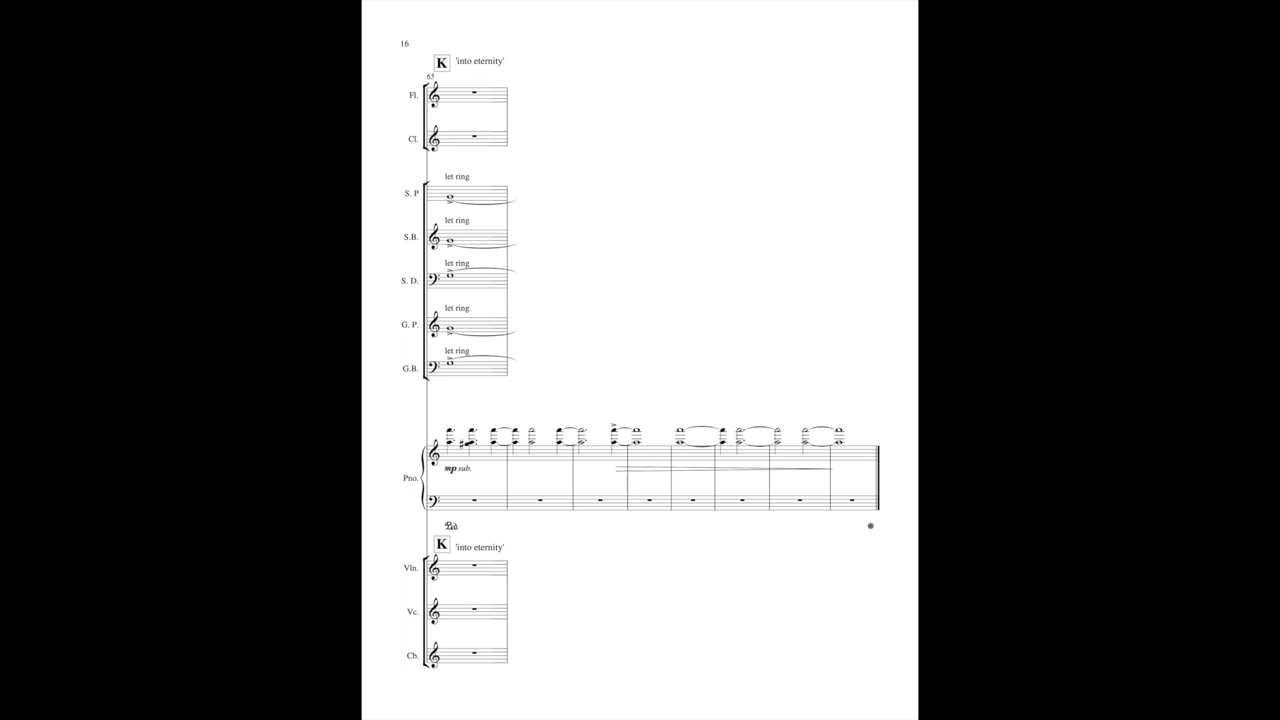 16
K 'into eternity'
65
Fl.
Cl.
let ring
S. P
let ring
S.B.
let ring
S. D.
let ring
G. P.
let ring
G.B.
mp sub.
Pno.
Ped
K 'into eternity'
Vln.
Vc.
Cb.